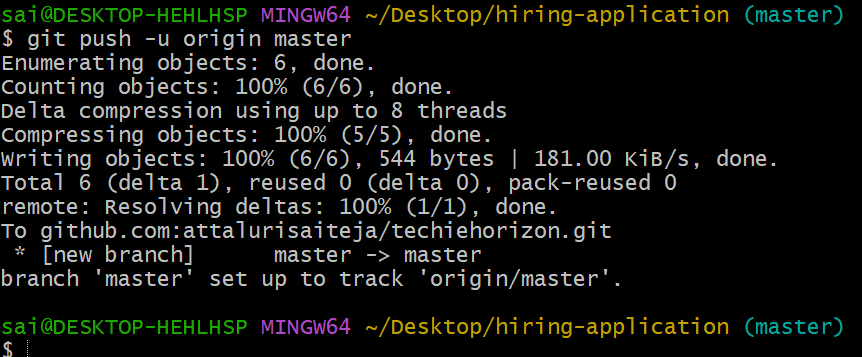 sai@DESKTOP-HEHLHSP MINGW64 ~/Desktop/hiring-application (master)
$ git push -u origin master
Enumerating objects: 6, done.
Counting objects: 100% (6/6), done.
Delta compression using up to 8 threads
Compressing objects: 100% (5/5), done.
Writing objects: 100% (6/6), 544 bytes | 181.00 KiB/s, done.
Total 6 (delta 1), reused 0 (delta 0), pack-reused 0
remote: Resolving deltas: 100% (1/1), done.
To github.com:attalurisaiteja/techiehorizon.git
 * [new branch]      master -> master
branch 'master' set up to track 'origin/master'.
sai@DESKTOP-HEHLHSP MINGW64 ~/Desktop/hiring-application (master)
$